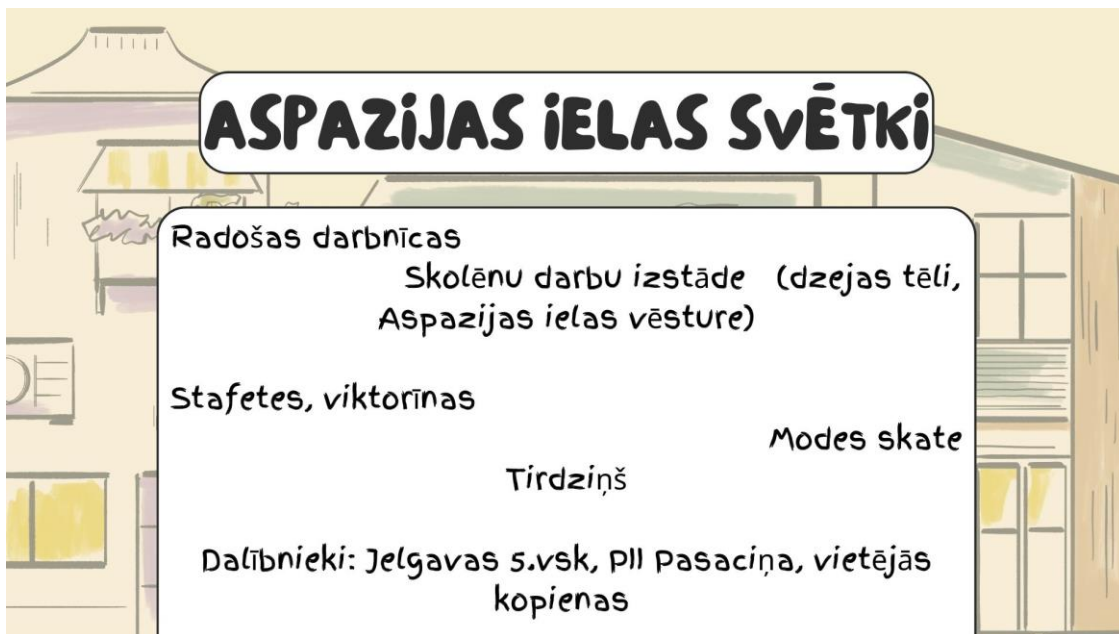 ASPAZIJAS IELAS SVĒTKI
Radošas darbnīcas
Skolēnu darbu izstāde (dzejas tēli,
Aspazijas ielas vēsture)
Stafetes, viktorīnas
Modes skate
Tirdziņš
Dalībnieki: Jelgavas 5.vsk, PII Pasaciņa, vietējās
kopienas